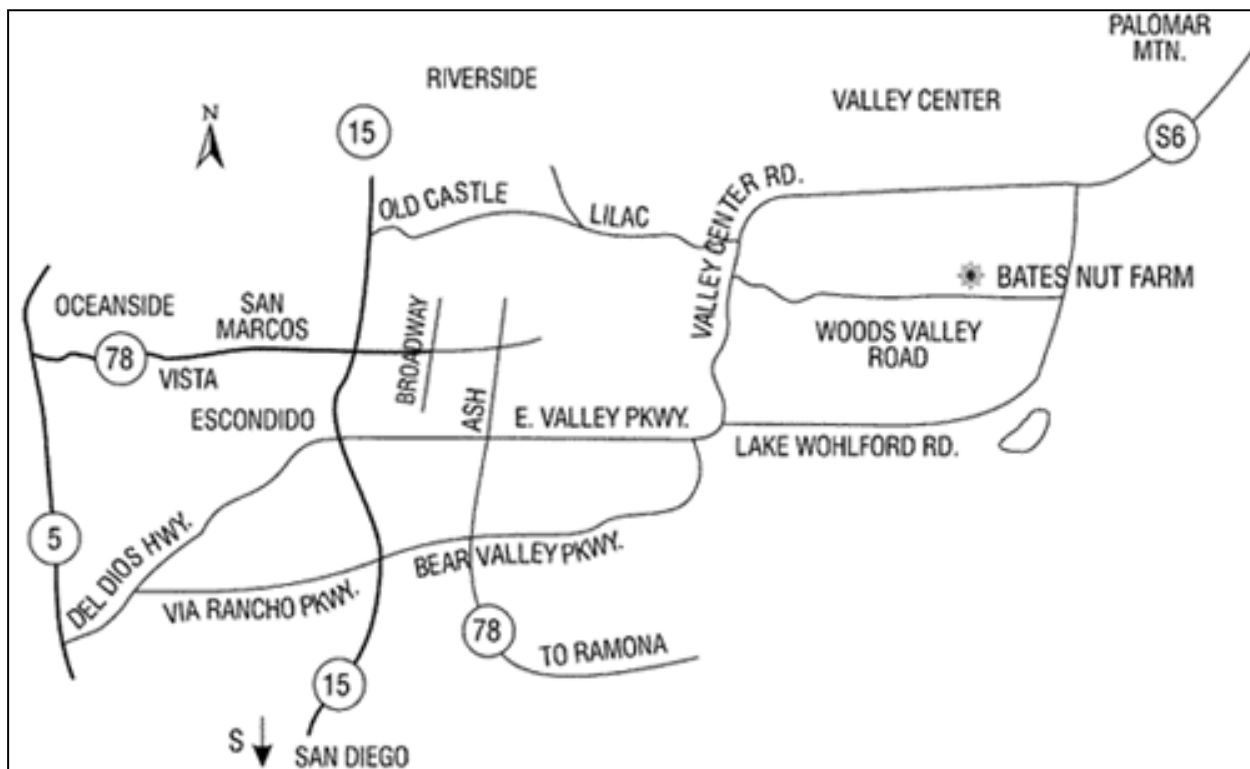 PALOMAR
MTN.
RIVERSIDE
VALLEY CENTER
N
15
S6
OLD CASTLE
LILAC
VALLEY CENTER RD.
BATES NUT FARM
OCEANSIDE
SAN
MARCOS
78
VISTA
BROADWAY
WOODS VALLEY
ROAD
ESCONDIDO
ASH
E. VALLEY PKWY.
LAKE WOHLFORD RD.
5
DEL DIOS HWY.
BEAR VALLEY PKWY.
VIA RANCHO PKWY.
78
TO RAMONA
15
S
SAN DIEGO